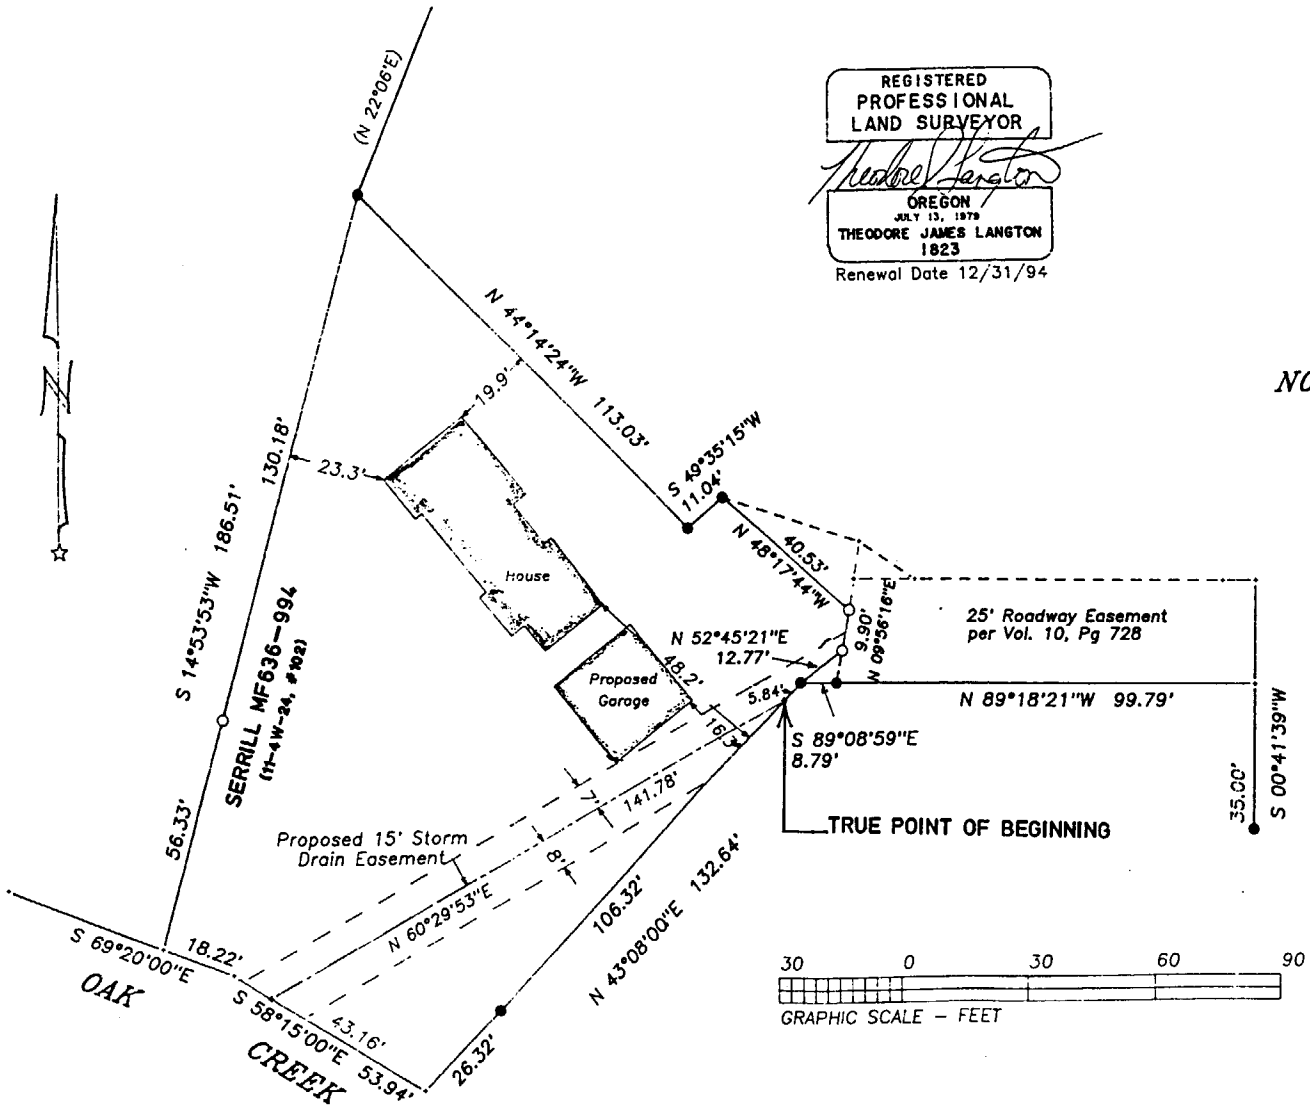 (N 22°06'E)
REGISTERED
PROFESSIONAL
LAND SURVEYOR
Theodore J Langton
OREGON
JULY 13, 1979
THEODORE JAMES LANGTON
1823
Renewal Date 12/31/94
N
NO
N 44°14'24"W 113.03'
19.9'
23.3'
S 14°53'53"W 186.51'
130.18'
S 49°35'15"W
11.04'
40.53'
N 48°17'44"W
House
25' Roadway Easement
per Vol. 10, Pg 728
9.90'
N 09°56'16"E
N 52°45'21"E
12.77'
48.2'
Proposed
Garage
5.84'
N 89°18'21"W 99.79'
16.3'
S 89°08'59"E
8.79'
SERRILL MF636-994
(11-4W-24, #102)
35.00'
S 00°41'39"W
7'
141.78'
TRUE POINT OF BEGINNING
56.33'
Proposed 15' Storm
Drain Easement
8'
N 60°29'53"E
106.32'
N 43°08'00"E 132.64'
S 69°20'00"E
18.22'
OAK
S 58°15'00"E 53.94'
43.16'
CREEK
26.32'
30 0 30 60 90
GRAPHIC SCALE - FEET